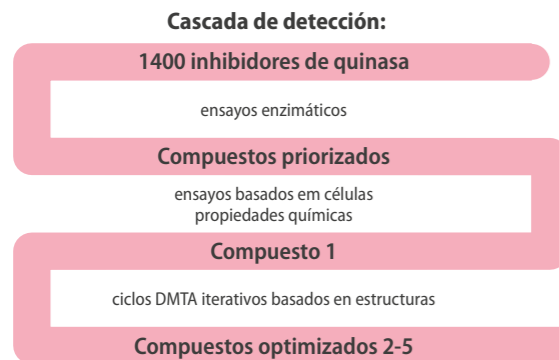 Cascada de detección:
1400 inhibidores de quinasa
ensayos enzimáticos
Compuestos priorizados
ensayos basados em células
propiedades químicas
Compuesto 1
ciclos DMTA iterativos basados en estructuras
Compuestos optimizados 2-5